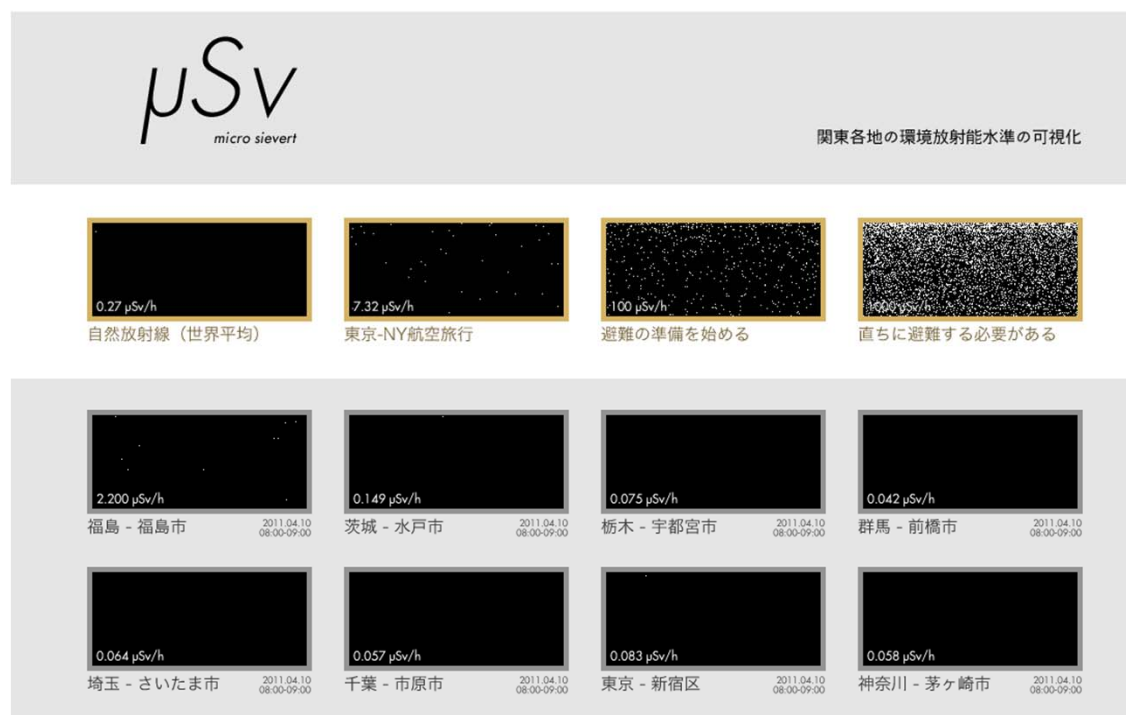 μSv
micro sievert
関東各地の環境放射能水準の可視化
0.27 μSv/h
自然放射線（世界平均）
7.32 μSv/h
東京-NY航空旅行
100 μSv/h
避難の準備を始める
1000 μSv/h
直ちに避難する必要がある
2.200 μSv/h
福島 - 福島市
2011.04.10
08:00-09:00
0.149 μSv/h
茨城 - 水戸市
2011.04.10
08:00-09:00
0.075 μSv/h
栃木 - 宇都宮市
2011.04.10
08:00-09:00
0.042 μSv/h
群馬 - 前橋市
2011.04.10
08:00-09:00
0.064 μSv/h
埼玉 - さいたま市
2011.04.10
08:00-09:00
0.057 μSv/h
千葉 - 市原市
2011.04.10
08:00-09:00
0.083 μSv/h
東京 - 新宿区
2011.04.10
08:00-09:00
0.058 μSv/h
神奈川 - 茅ヶ崎市
2011.04.10
08:00-09:00